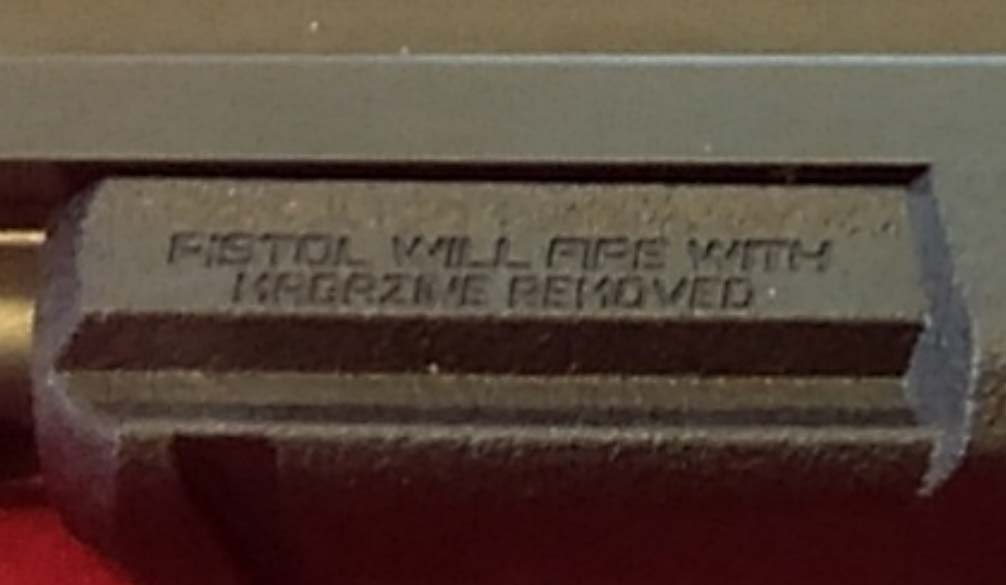 PISTOL WILL FIRE WITH
MAGAZINE REMOVED